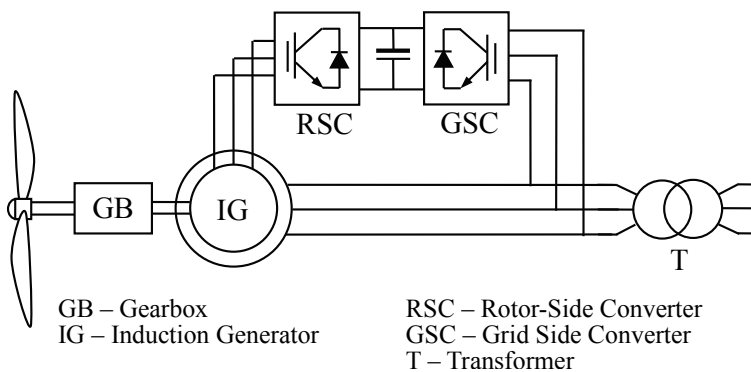 RSC
GSC
GB
IG
T
GB – Gearbox
IG – Induction Generator
RSC – Rotor-Side Converter
GSC – Grid Side Converter
T – Transformer